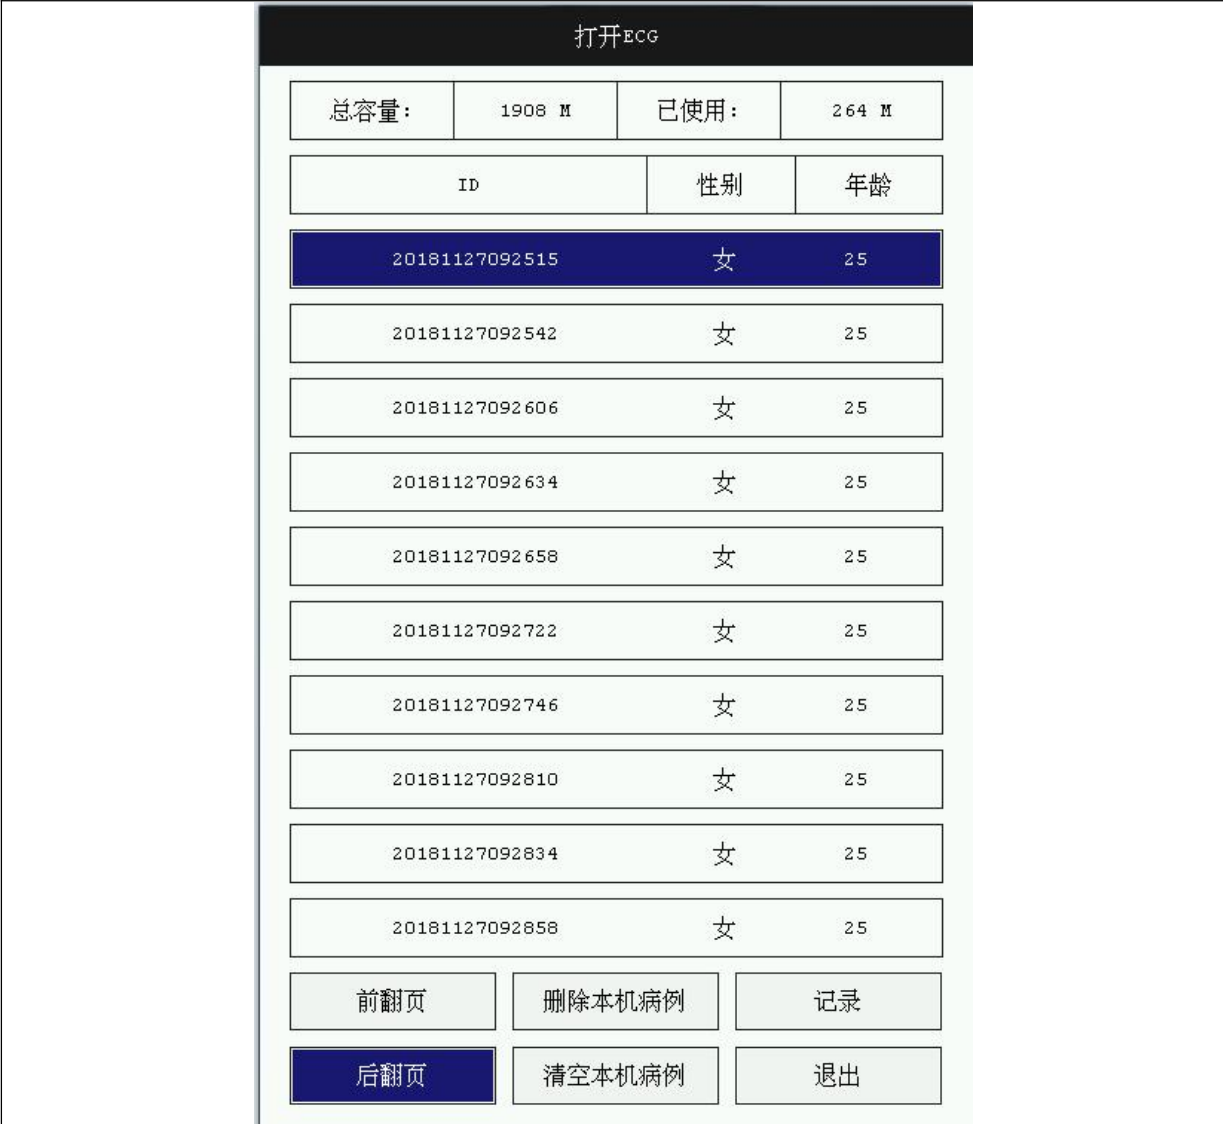 打开ECG
总容量： 1908 M 已使用： 264 M
ID 性别 年龄
20181127092515 女 25
20181127092542 女 25
20181127092606 女 25
20181127092634 女 25
20181127092658 女 25
20181127092722 女 25
20181127092746 女 25
20181127092810 女 25
20181127092834 女 25
20181127092858 女 25
前翻页 删除本机病例 记录
后翻页 清空本机病例 退出